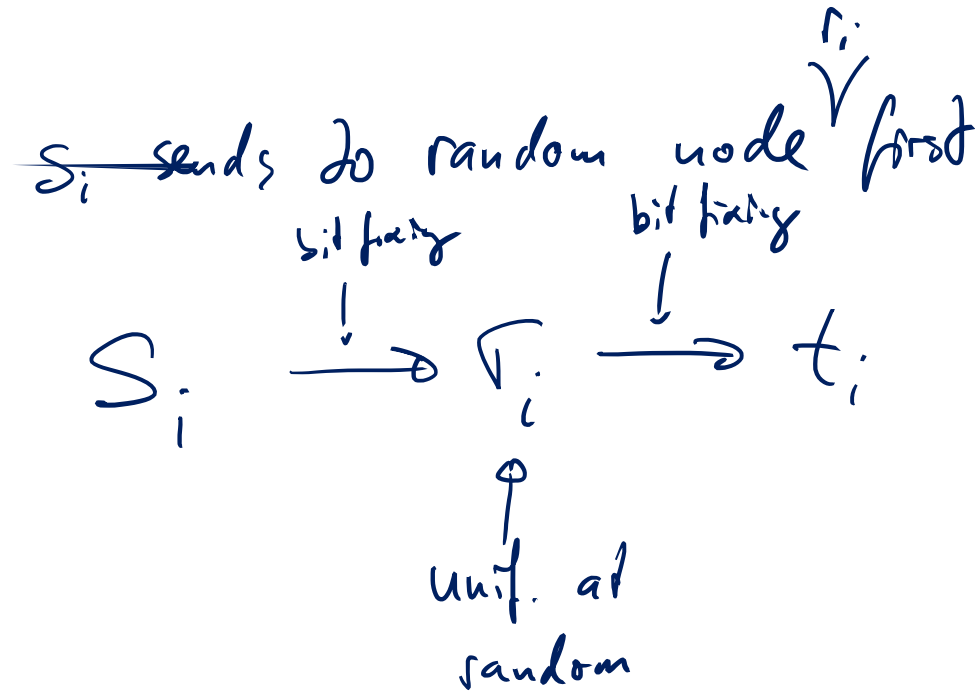 r_i
s_i sends to random node first
bit fixing bit fixing
S_i → r_i → t_i
unif. at
random